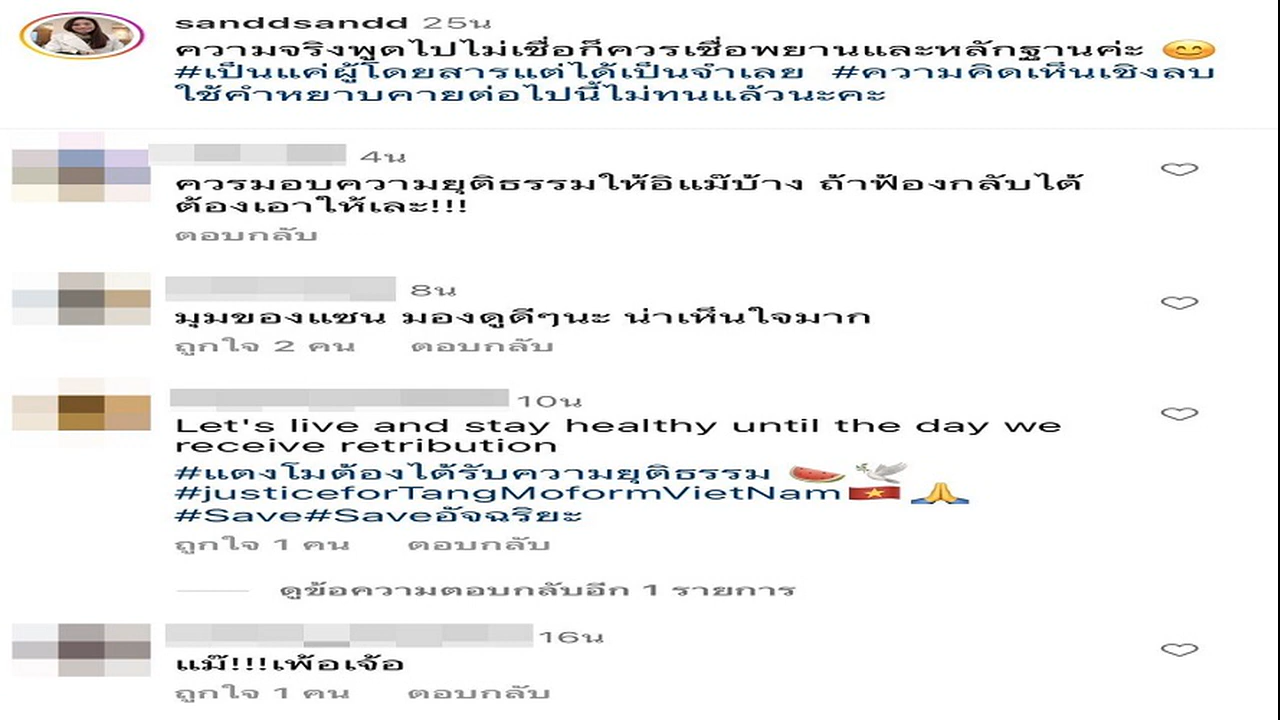 sanddsandd 25น
ความจริงพูดไปไม่เชื่อก็ควรเชื่อพยานและหลักฐานค่ะ 😊
#เป็นแค่ผู้โดยสารแต่ได้เป็นจำเลย #ความคิดเห็นเชิงลบ
ใช้คำหยาบคายต่อไปนี้ไม่ทนแล้วนะคะ
4น
ควรมอบความยุติธรรมให้อิแม๊บ้าง ถ้าฟ้องกลับได้
ต้องเอาให้เละ!!!
ตอบกลับ
8น
มุมของแซน มองดูดีๆนะ น่าเห็นใจมาก
ถูกใจ 2 คน ตอบกลับ
10น
Let's live and stay healthy until the day we
receive retribution
#แตงโมต้องได้รับความยุติธรรม 🍉🕊️
#justiceforTangMoformVietNam🇻🇳🙏
#Save#Saveอัจฉริยะ
ถูกใจ 1 คน ตอบกลับ
ดูข้อความตอบกลับอีก 1 รายการ
16น
แม๊!!!เพ้อเจ้อ
ถูกใจ 1 คน ตอบกลับ